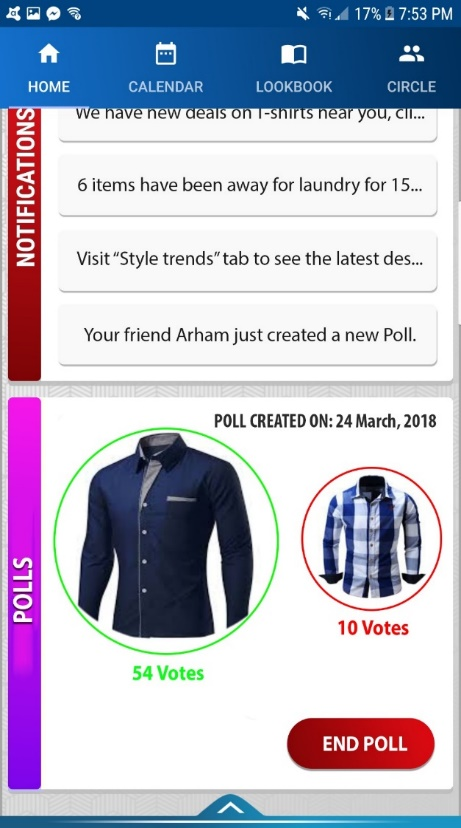 17% 7:53 PM
HOME CALENDAR LOOKBOOK CIRCLE
NOTIFICATIONS
We have new deals on T-shirts near you, cli...
6 items have been away for laundry for 15...
Visit “Style trends” tab to see the latest des...
Your friend Arham just created a new Poll.
POLLS
POLL CREATED ON: 24 March, 2018
10 Votes
54 Votes
END POLL